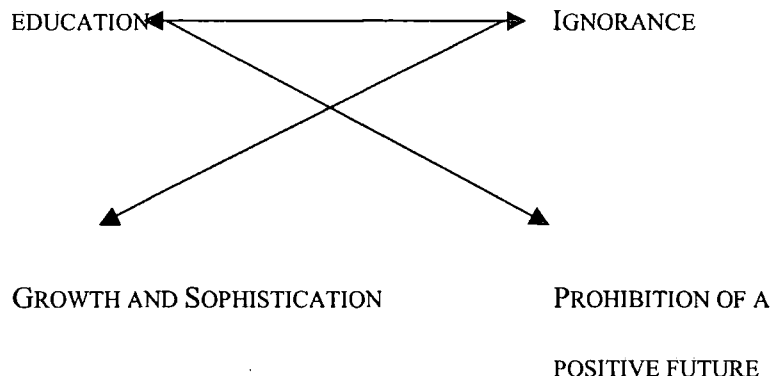 EDUCATION IGNORANCE
GROWTH AND SOPHISTICATION PROHIBITION OF A
POSITIVE FUTURE